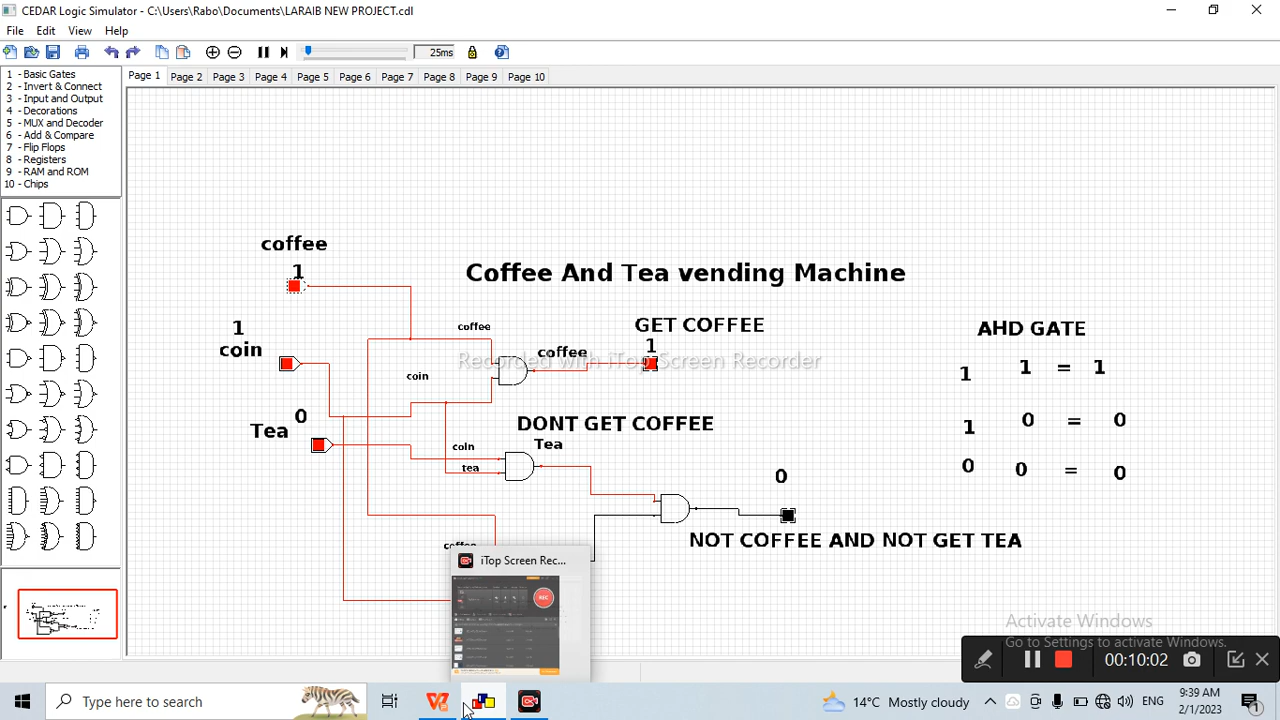 CEDAR Logic Simulator - C:\Users\Rabo\Documents\LARAIB NEW PROJECT.cdl
File Edit View Help
25ms
1 - Basic Gates
2 - Invert & Connect
3 - Input and Output
4 - Decorations
5 - MUX and Decoder
6 - Add & Compare
7 - Flip Flops
8 - Registers
9 - RAM and ROM
10 - Chips
Page 1 Page 2 Page 3 Page 4 Page 5 Page 6 Page 7 Page 8 Page 9 Page 10
coffee
1
Coffee And Tea vending Machine
1
coin
coffee
GET COFFEE
coffee
1
Recorded with iTop Screen Recorder
AHD GATE
1 1 = 1
1 0 = 0
0 0 = 0
coin
0
Tea
DONT GET COFFEE
Tea
coin
tea
0
NOT COFFEE AND NOT GET TEA
coffee
iTop Screen Rec...
REC
Activate Windows
Go to Settings to activate Windows.
Type here to search
14°C Mostly cloudy
ENG
9:39 AM
2/1/2023
1